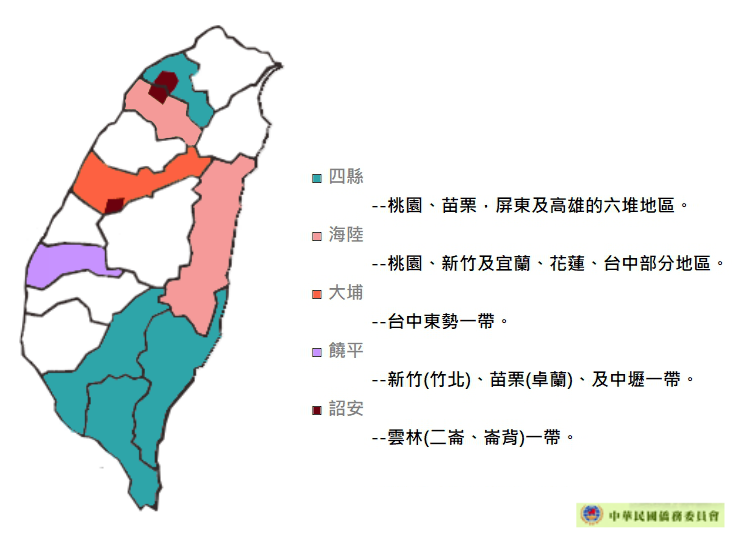 四縣
--桃園、苗栗．屏東及高雄的六堆地區。
海陸
--桃園、新竹及宜蘭、花蓮、台中部分地區。
大埔
--台中東勢一帶。
饒平
--新竹(竹北)、苗栗(卓蘭)、及中壢一帶。
詔安
--雲林(二崙、崙背)一帶。
中華民國僑務委員會